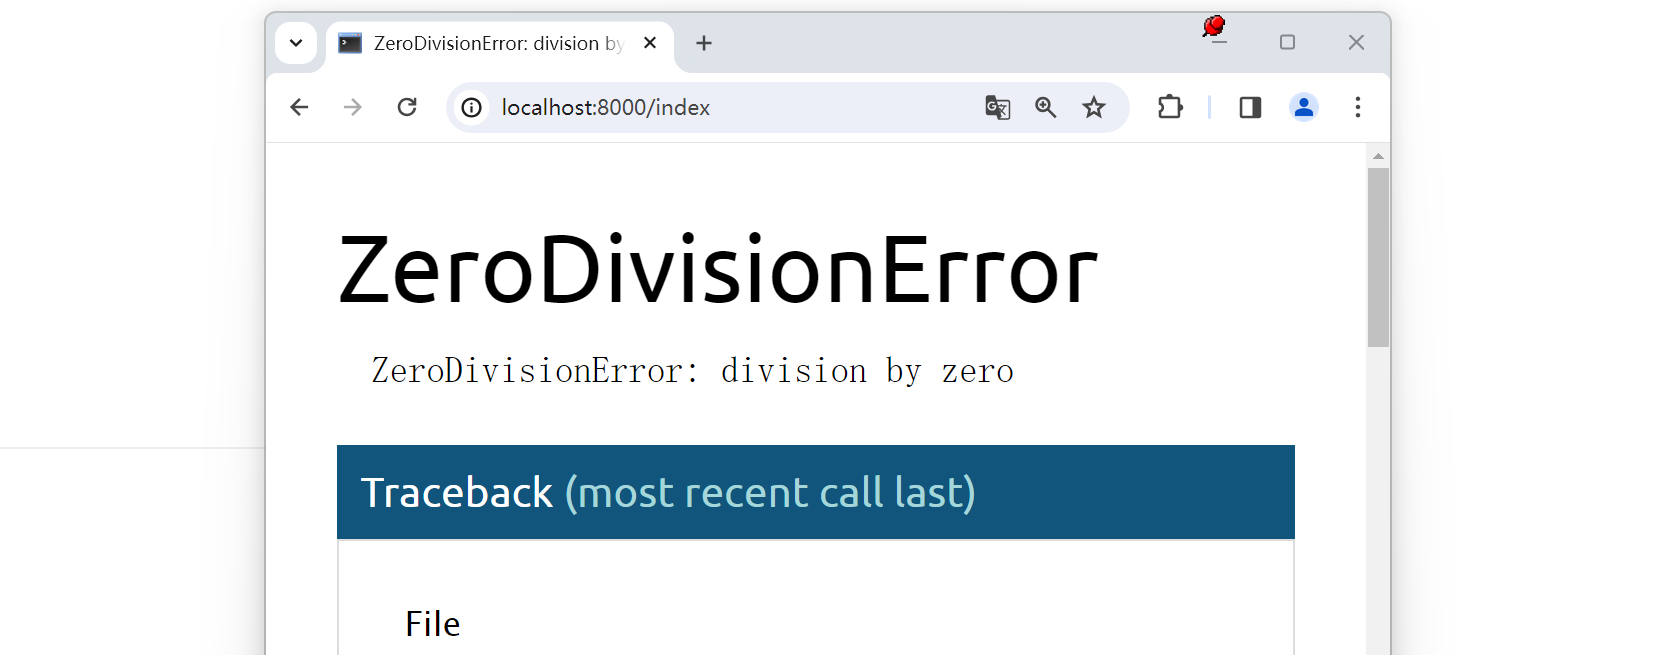 ZeroDivisionError: division by
localhost:8000/index
ZeroDivisionError
ZeroDivisionError: division by zero
Traceback (most recent call last)
File